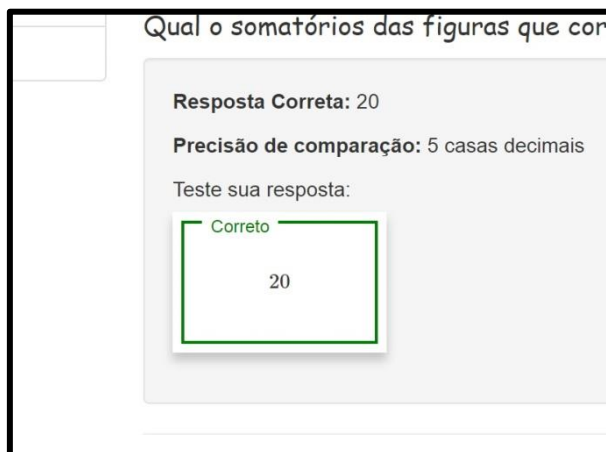 Qual o somatórios das figuras que cor
Resposta Correta: 20
Precisão de comparação: 5 casas decimais
Teste sua resposta:
Correto
20